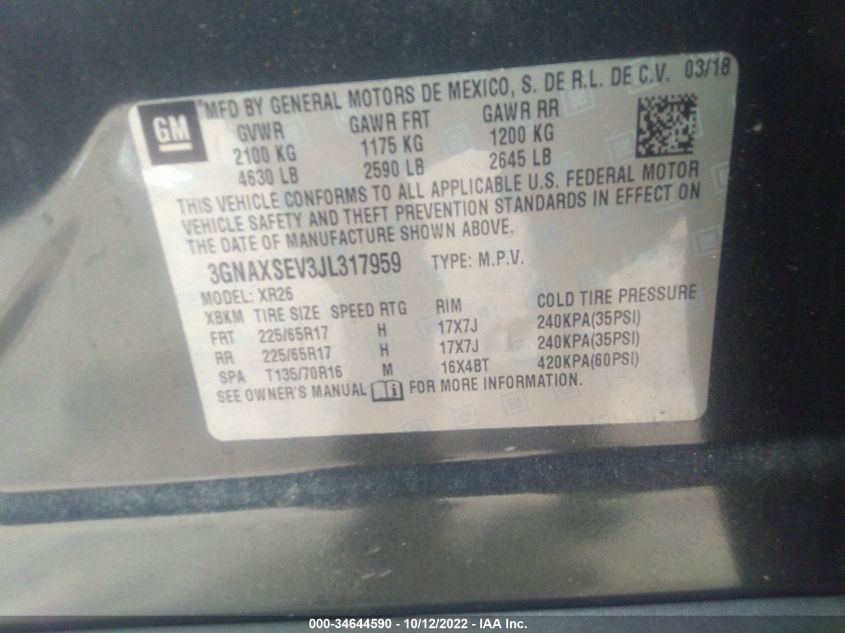 GM
MFD BY GENERAL MOTORS DE MEXICO, S. DE R.L. DE C.V. 03/18
GVWR GAWR FRT GAWR RR
2100 KG 1175 KG 1200 KG
4630 LB 2590 LB 2645 LB
THIS VEHICLE CONFORMS TO ALL APPLICABLE U.S. FEDERAL MOTOR
VEHICLE SAFETY AND THEFT PREVENTION STANDARDS IN EFFECT ON
THE DATE OF MANUFACTURE SHOWN ABOVE.
3GNAXSEV3JL317959 TYPE: M.P.V.
MODEL: XR26
XBKM TIRE SIZE SPEED RTG RIM COLD TIRE PRESSURE
FRT 225/65R17 H 17X7J 240KPA(35PSI)
RR 225/65R17 H 17X7J 240KPA(35PSI)
SPA T135/70R16 M 16X4BT 420KPA(60PSI)
SEE OWNER'S MANUAL FOR MORE INFORMATION.
000-34644590 - 10/12/2022 - IAA Inc.